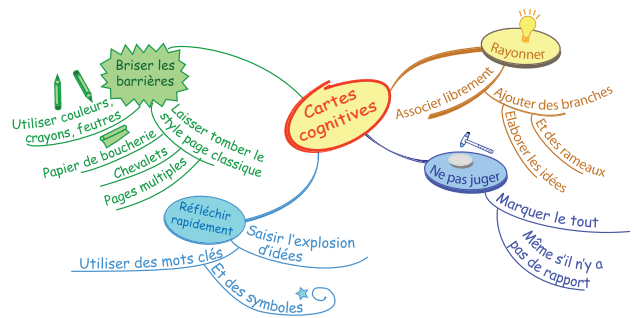 Cartes
cognitives
Rayonner
Associer librement
Ajouter des branches
Elaborer les idées
Et des rameaux
Ne pas juger
Marquer le tout
Même s'il n'y a
pas de rapport
Réfléchir
rapidement
Saisir l'explosion
d'idées
Utiliser des mots clés
Et des symboles
Briser les
barrières
Utiliser couleurs,
crayons, feutres
Laisser tomber le
style page classique
Papier de boucherie
Chevalets
Pages multiples